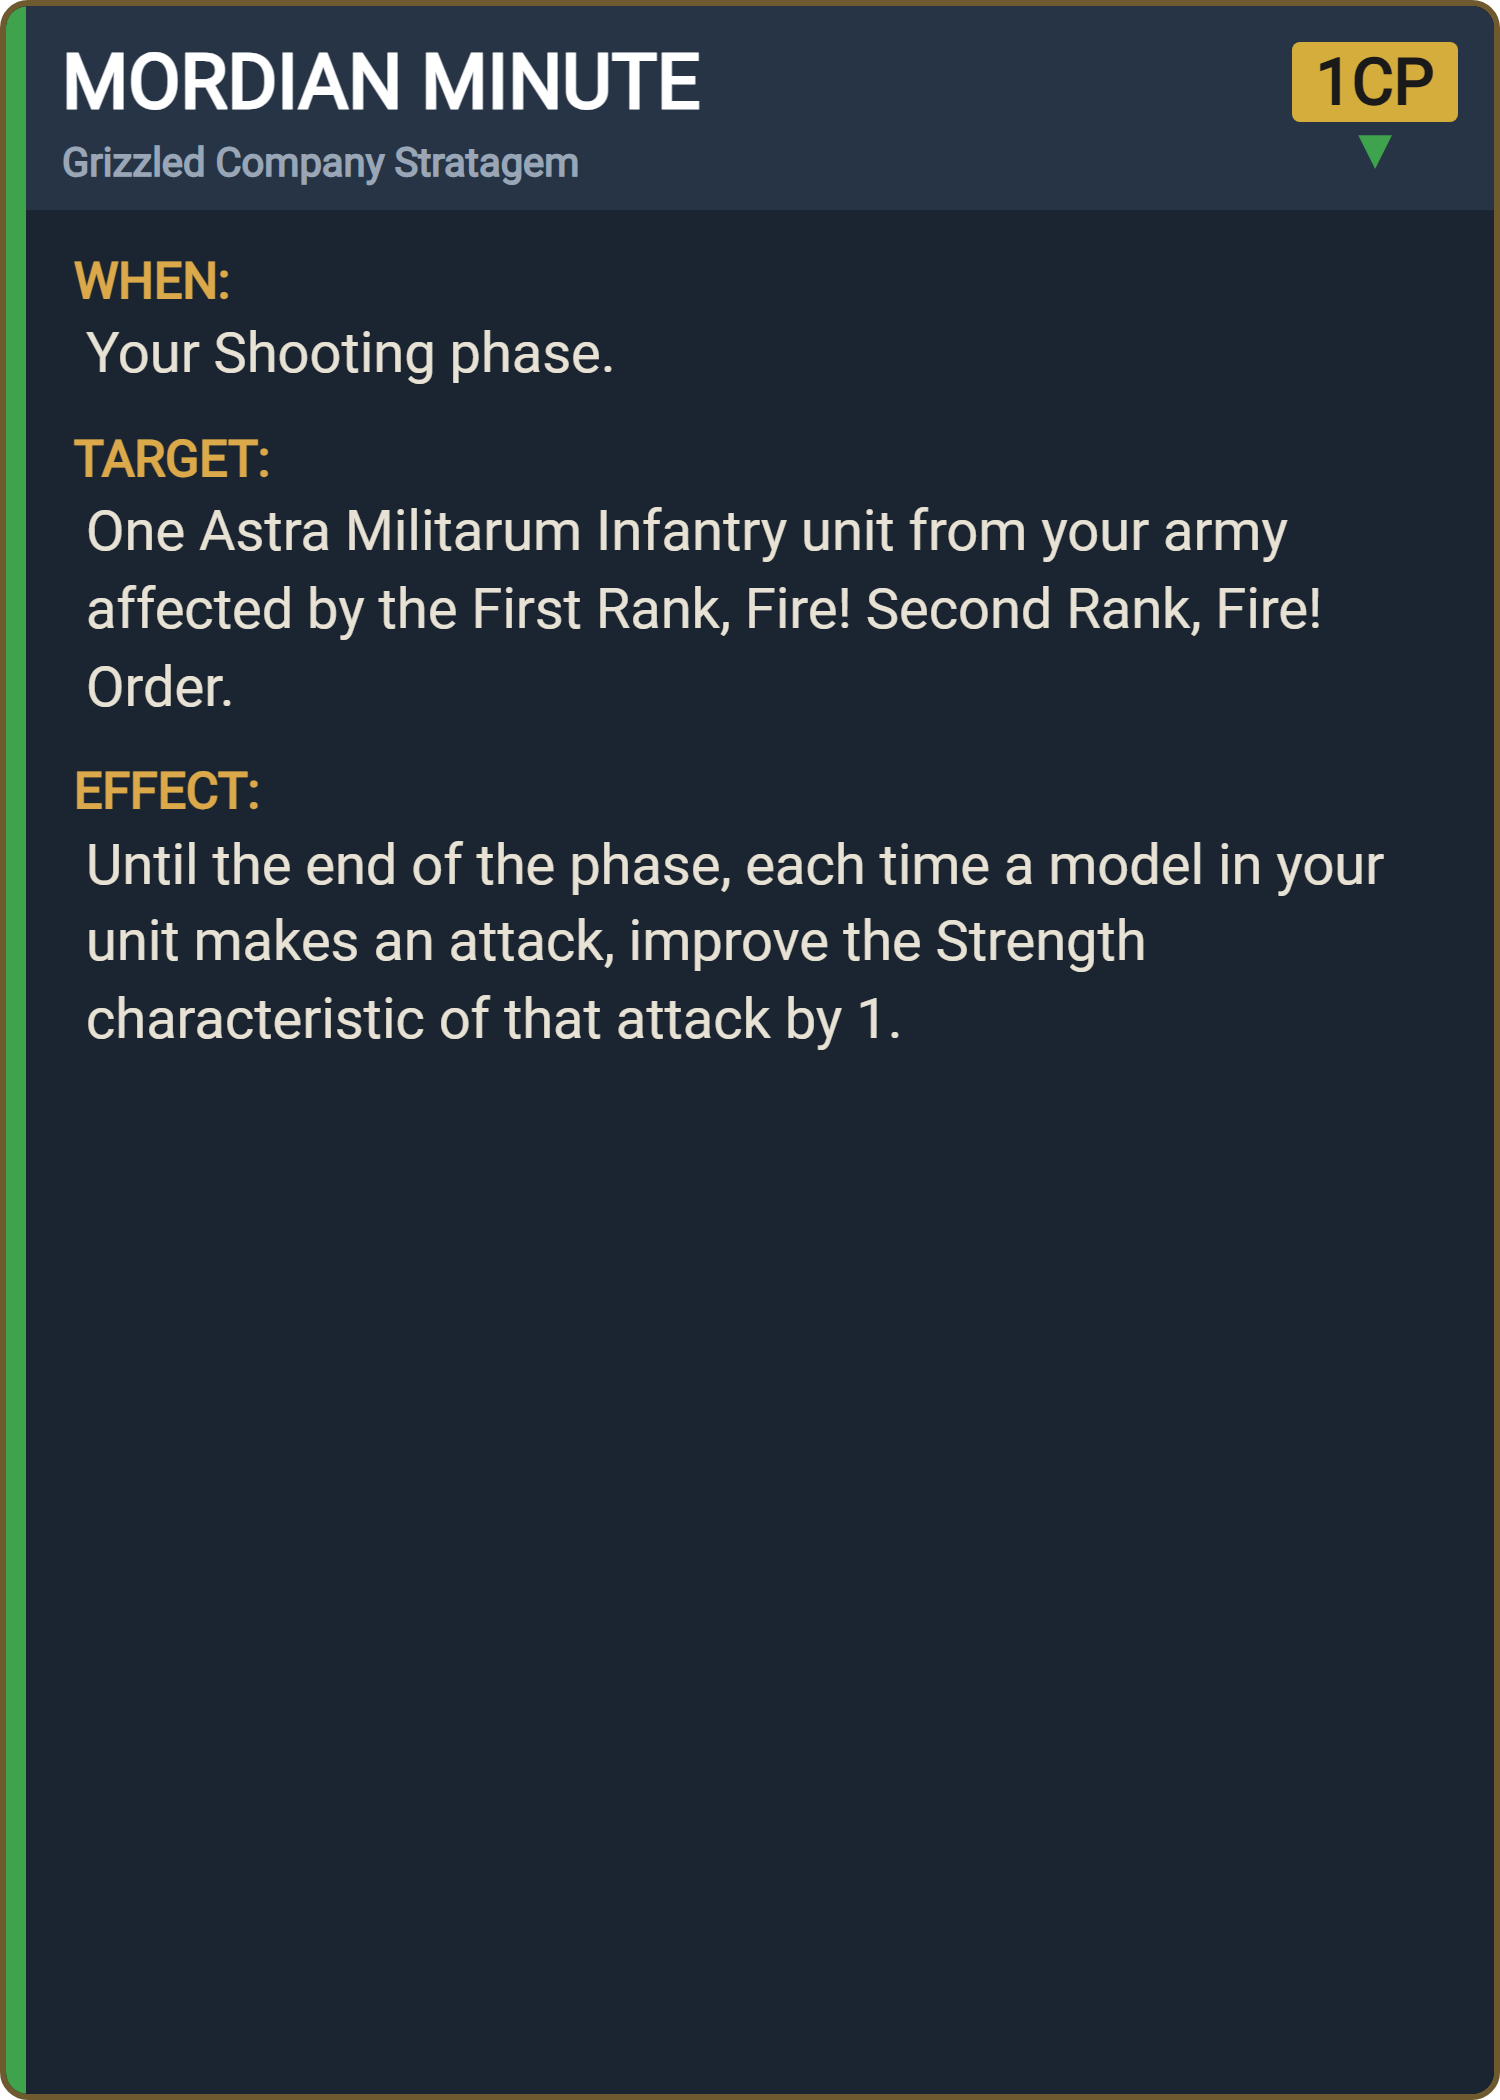 MORDIAN MINUTE
1CP
Grizzled Company Stratagem
WHEN:
Your Shooting phase.
TARGET:
One Astra Militarum Infantry unit from your army
affected by the First Rank, Fire! Second Rank, Fire!
Order.
EFFECT:
Until the end of the phase, each time a model in your
unit makes an attack, improve the Strength
characteristic of that attack by 1.